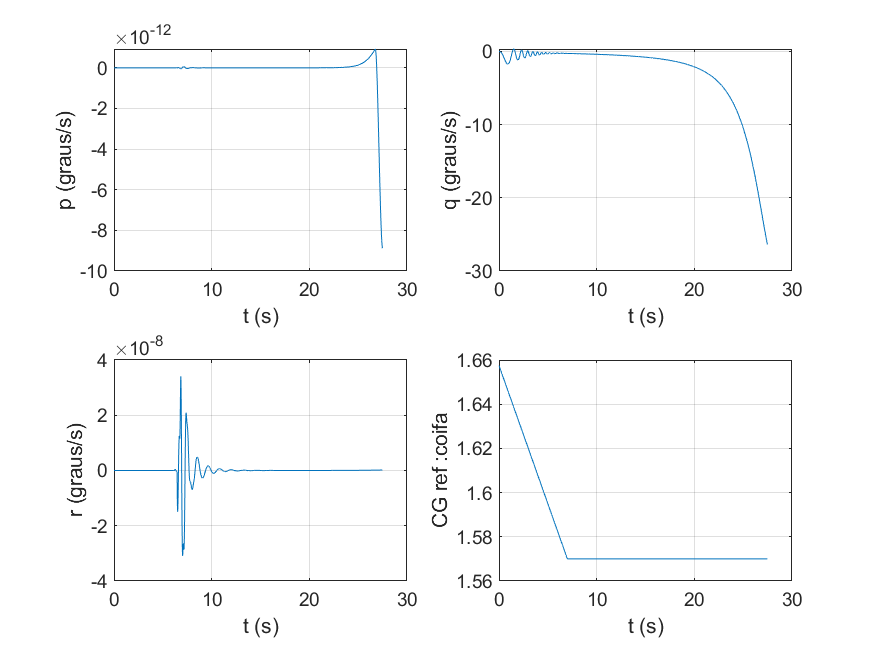 ×10-12
0
-2
-4
-6
-8
-10
p (graus/s)
0 10 20 30
t (s)
0
-10
-20
-30
q (graus/s)
0 10 20 30
t (s)
×10-8
4
2
0
-2
-4
r (graus/s)
0 10 20 30
t (s)
1.66
1.64
1.62
1.6
1.58
1.56
CG ref :coifa
0 10 20 30
t (s)